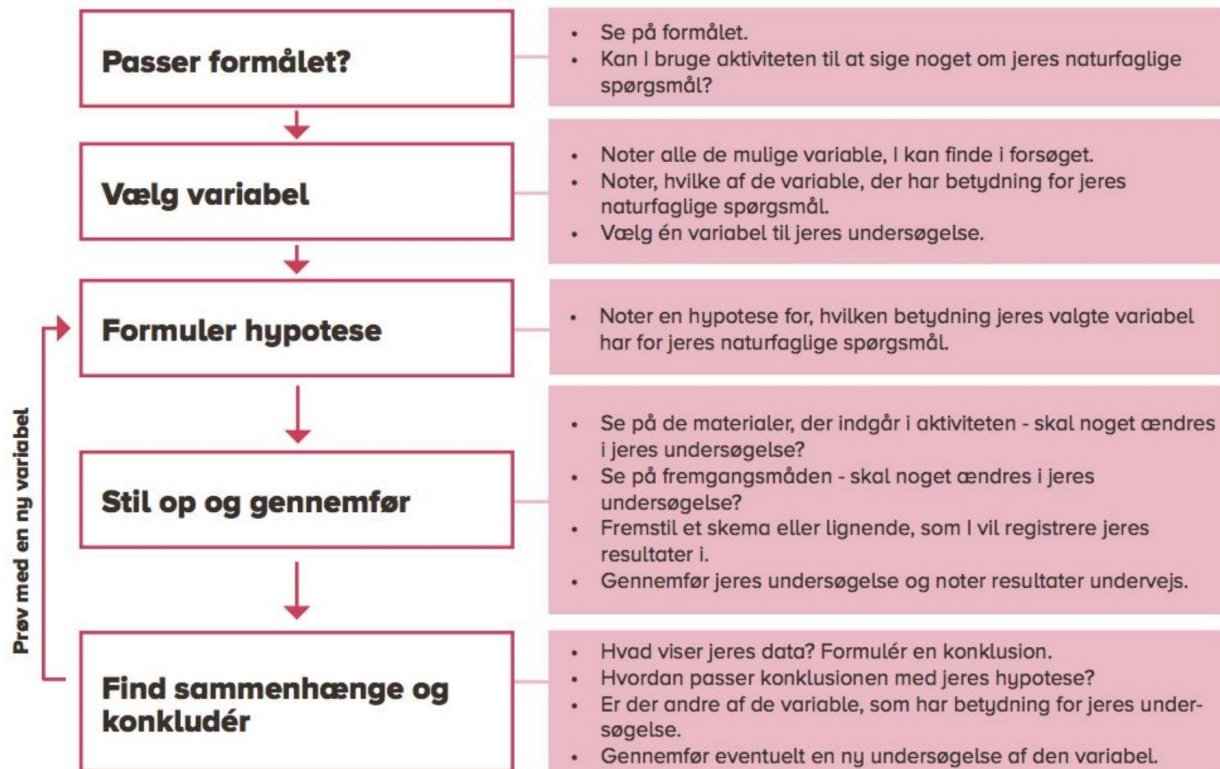 Passer formålet?
• Se på formålet.
• Kan I bruge aktiviteten til at sige noget om jeres naturfaglige
spørgsmål?
Vælg variabel
• Noter alle de mulige variable, I kan finde i forsøget.
• Noter, hvilke af de variable, der har betydning for jeres
naturfaglige spørgsmål.
• Vælg én variabel til jeres undersøgelse.
Formuler hypotese
• Noter en hypotese for, hvilken betydning jeres valgte variabel
har for jeres naturfaglige spørgsmål.
Stil op og gennemfør
• Se på de materialer, der indgår i aktiviteten - skal noget ændres
i jeres undersøgelse?
• Se på fremgangsmåden - skal noget ændres i jeres
undersøgelse?
• Fremstil et skema eller lignende, som I vil registrere jeres
resultater i.
• Gennemfør jeres undersøgelse og noter resultater undervejs.
Find sammenhænge og
konkludér
• Hvad viser jeres data? Formulér en konklusion.
• Hvordan passer konklusionen med jeres hypotese?
• Er der andre af de variable, som har betydning for jeres under-
søgelse.
• Gennemfør eventuelt en ny undersøgelse af den variabel.
Prøv med en ny variabel